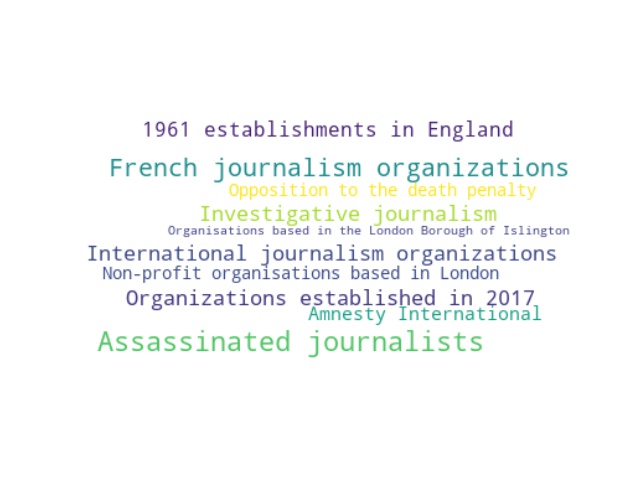 1961 establishments in England
French journalism organizations
Opposition to the death penalty
Investigative journalism
Organisations based in the London Borough of Islington
International journalism organizations
Non-profit organisations based in London
Organizations established in 2017
Amnesty International
Assassinated journalists